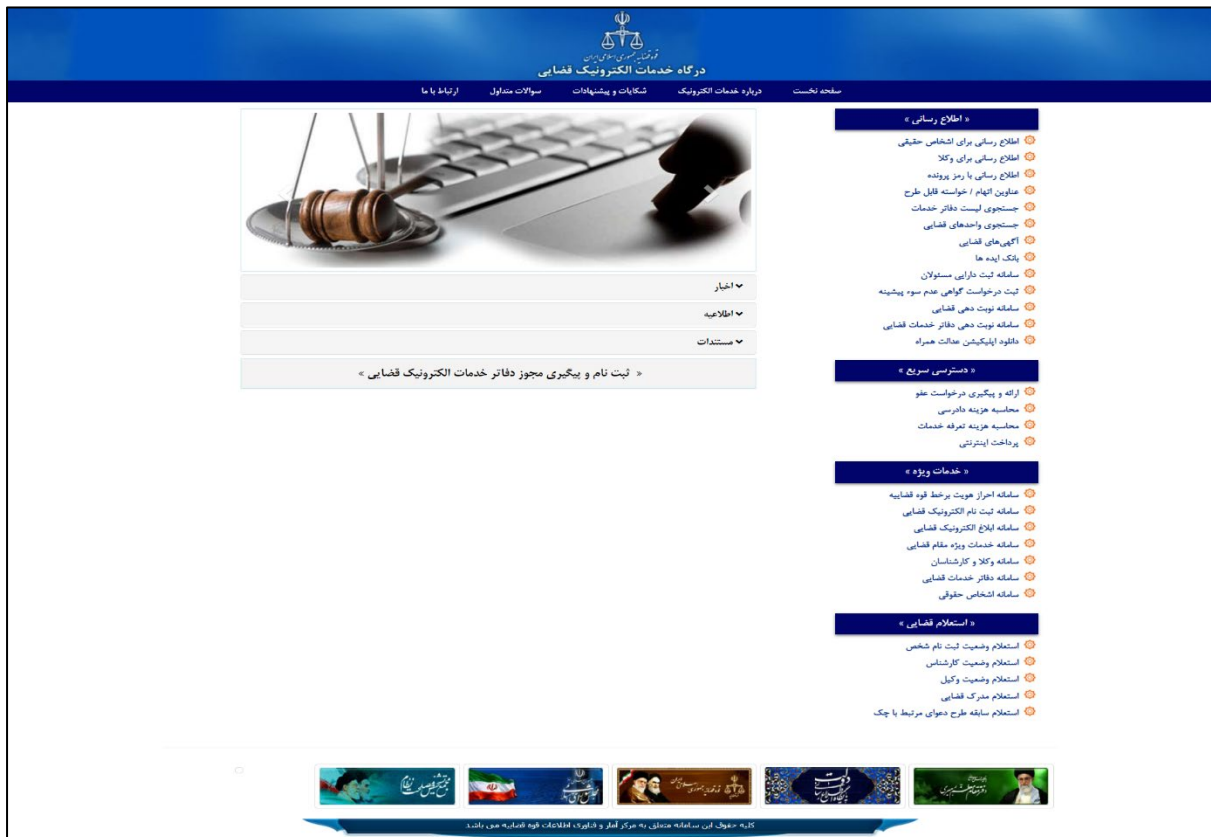 قوه قضاییه جمهوری اسلامی ایران
درگاه خدمات الکترونیک قضایی
صفحه نخست
درباره خدمات الکترونیک
شکایات و پیشنهادات
سوالات متداول
ارتباط با ما
« اطلاع رسانی »
اطلاع رسانی برای اشخاص حقیقی
اطلاع رسانی برای وکلا
اطلاع رسانی با رمز پرونده
عناوین اتهام / خواسته قابل طرح
جستجوی لیست دفاتر خدمات
جستجوی واحدهای قضایی
آگهی‌های قضایی
بانک ایده ها
سامانه ثبت دارایی مسئولان
ثبت درخواست گواهی عدم سوء پیشینه
سامانه نوبت دهی قضایی
سامانه نوبت دهی دفاتر خدمات قضایی
دانلود اپلیکیشن عدالت همراه
« دسترسی سریع »
ارائه و پیگیری درخواست عفو
محاسبه هزینه دادرسی
محاسبه هزینه تعرفه خدمات
پرداخت اینترنتی
« خدمات ویژه »
سامانه احراز هویت برخط قوه قضاییه
سامانه ثبت نام الکترونیک قضایی
سامانه ابلاغ الکترونیک قضایی
سامانه خدمات ویژه مقام قضایی
سامانه وکلا و کارشناسان
سامانه دفاتر خدمات قضایی
سامانه اشخاص حقوقی
« استعلام قضایی »
استعلام وضعیت ثبت نام شخص
استعلام وضعیت کارشناس
استعلام وضعیت وکیل
استعلام مدرک قضایی
استعلام سابقه طرح دعوای مرتبط با چک
اخبار
اطلاعیه
مستندات
« ثبت نام و پیگیری مجوز دفاتر خدمات الکترونیک قضایی »
قوه قضاییه جمهوری اسلامی ایران
مجمع تشخیص مصلحت نظام
کلیه حقوق این سامانه متعلق به مرکز آمار و فناوری اطلاعات قوه قضاییه می باشد